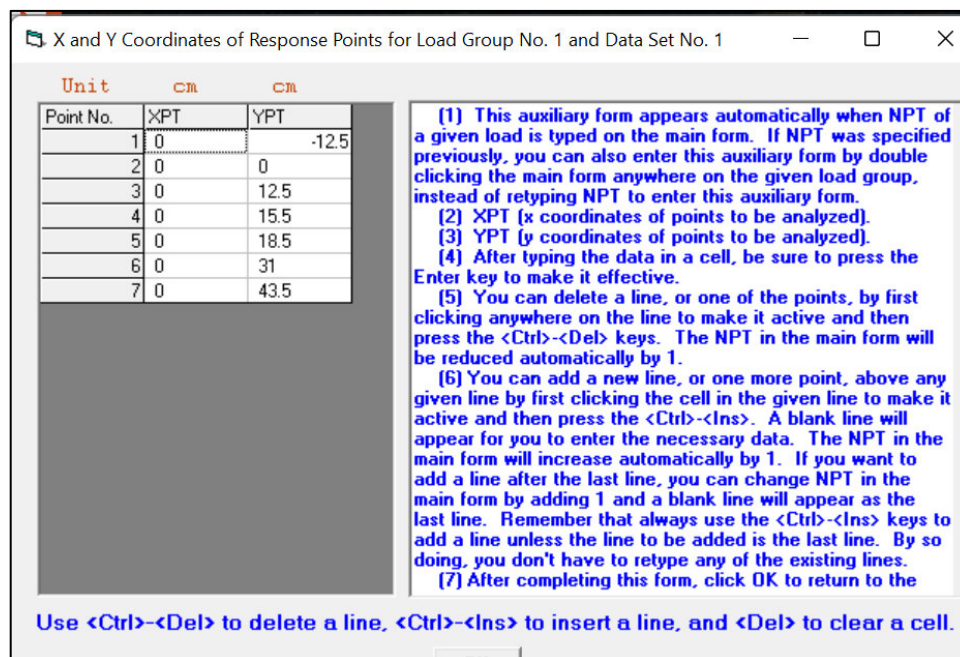 X and Y Coordinates of Response Points for Load Group No. 1 and Data Set No. 1
Unit cm cm
Point No. XPT YPT
1 0 -12.5
2 0 0
3 0 12.5
4 0 15.5
5 0 18.5
6 0 31
7 0 43.5
(1) This auxiliary form appears automatically when NPT of
a given load is typed on the main form. If NPT was specified
previously, you can also enter this auxiliary form by double
clicking the main form anywhere on the given load group,
instead of retyping NPT to enter this auxiliary form.
(2) XPT (x coordinates of points to be analyzed).
(3) YPT (y coordinates of points to be analyzed).
(4) After typing the data in a cell, be sure to press the
Enter key to make it effective.
(5) You can delete a line, or one of the points, by first
clicking anywhere on the line to make it active and then
press the <Ctrl>-<Del> keys. The NPT in the main form will
be reduced automatically by 1.
(6) You can add a new line, or one more point, above any
given line by first clicking the cell in the given line to make it
active and then press the <Ctrl>-<Ins>. A blank line will
appear for you to enter the necessary data. The NPT in the
main form will increase automatically by 1. If you want to
add a line after the last line, you can change NPT in the
main form by adding 1 and a blank line will appear as the
last line. Remember that always use the <Ctrl>-<Ins> keys to
add a line unless the line to be added is the last line. By so
doing, you don't have to retype any of the existing lines.
(7) After completing this form, click OK to return to the
Use <Ctrl>-<Del> to delete a line, <Ctrl>-<Ins> to insert a line, and <Del> to clear a cell.